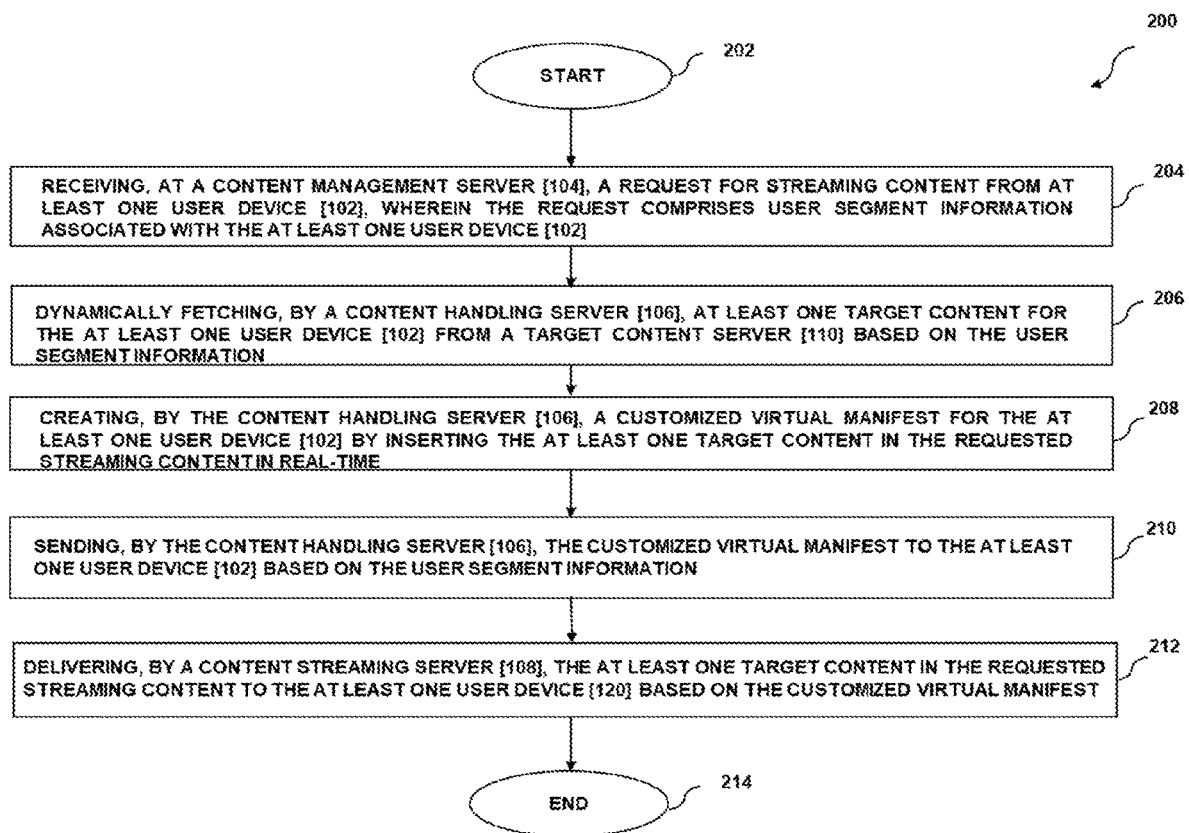 200
START
202
RECEIVING, AT A CONTENT MANAGEMENT SERVER [104], A REQUEST FOR STREAMING CONTENT FROM AT
LEAST ONE USER DEVICE [102], WHEREIN THE REQUEST COMPRISES USER SEGMENT INFORMATION
ASSOCIATED WITH THE AT LEAST ONE USER DEVICE [102]
204
DYNAMICALLY FETCHING, BY A CONTENT HANDLING SERVER [106], AT LEAST ONE TARGET CONTENT FOR
THE AT LEAST ONE USER DEVICE [102] FROM A TARGET CONTENT SERVER [110] BASED ON THE USER
SEGMENT INFORMATION
206
CREATING, BY THE CONTENT HANDLING SERVER [106], A CUSTOMIZED VIRTUAL MANIFEST FOR THE AT
LEAST ONE USER DEVICE [102] BY INSERTING THE AT LEAST ONE TARGET CONTENT IN THE REQUESTED
STREAMING CONTENT IN REAL-TIME
208
SENDING, BY THE CONTENT HANDLING SERVER [106], THE CUSTOMIZED VIRTUAL MANIFEST TO THE AT LEAST
ONE USER DEVICE [102] BASED ON THE USER SEGMENT INFORMATION
210
DELIVERING, BY A CONTENT STREAMING SERVER [108], THE AT LEAST ONE TARGET CONTENT IN THE REQUESTED
STREAMING CONTENT TO THE AT LEAST ONE USER DEVICE [120] BASED ON THE CUSTOMIZED VIRTUAL MANIFEST
212
END
214